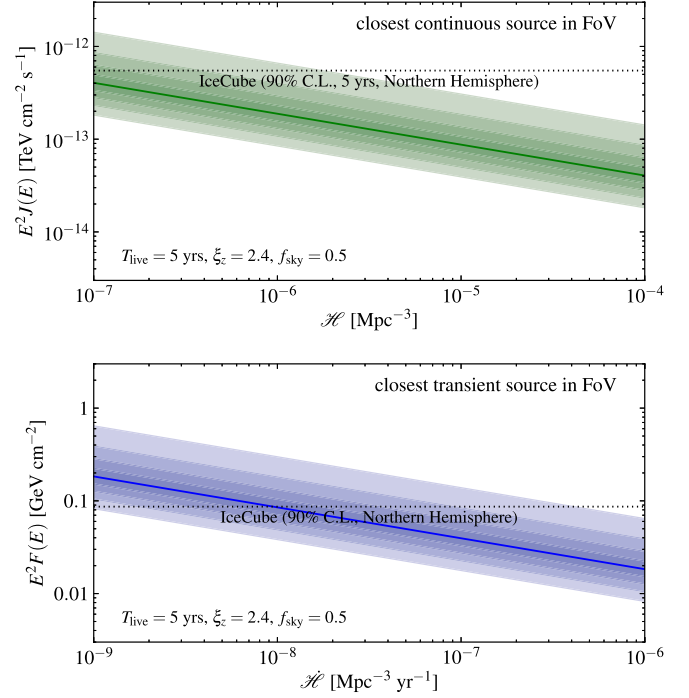 closest continuous source in FoV
10⁻¹²
IceCube (90% C.L., 5 yrs, Northern Hemisphere)
10⁻¹³
10⁻¹⁴
E²J(E) [TeV cm⁻² s⁻¹]
T_live = 5 yrs, ξ_z = 2.4, f_sky = 0.5
10⁻⁷ 10⁻⁶ 10⁻⁵ 10⁻⁴
ℋ [Mpc⁻³]
closest transient source in FoV
1
0.1
IceCube (90% C.L., Northern Hemisphere)
0.01
E²F(E) [GeV cm⁻²]
T_live = 5 yrs, ξ_z = 2.4, f_sky = 0.5
10⁻⁹ 10⁻⁸ 10⁻⁷ 10⁻⁶
ℋ̇ [Mpc⁻³ yr⁻¹]